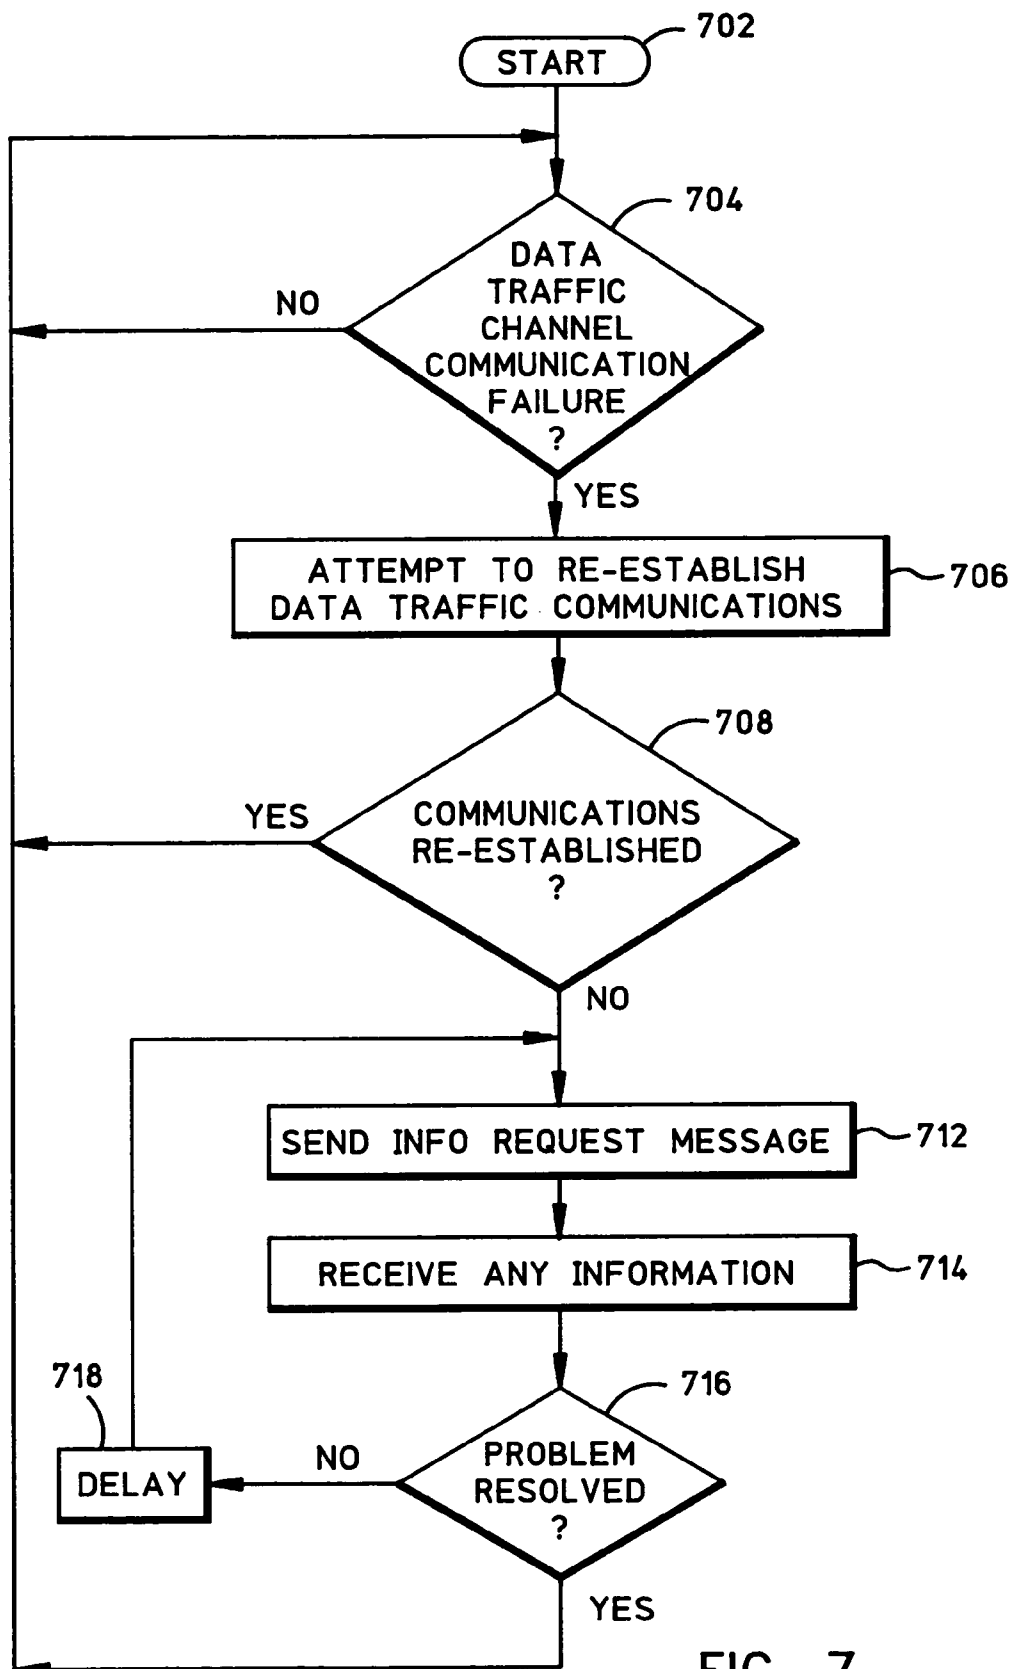 702
START
704
DATA
TRAFFIC
CHANNEL
COMMUNICATION
FAILURE
?
NO
YES
ATTEMPT TO RE-ESTABLISH
DATA TRAFFIC COMMUNICATIONS
706
708
COMMUNICATIONS
RE-ESTABLISHED
?
YES
NO
SEND INFO REQUEST MESSAGE
712
RECEIVE ANY INFORMATION
714
716
PROBLEM
RESOLVED
?
NO
718
DELAY
YES
FIG. 7